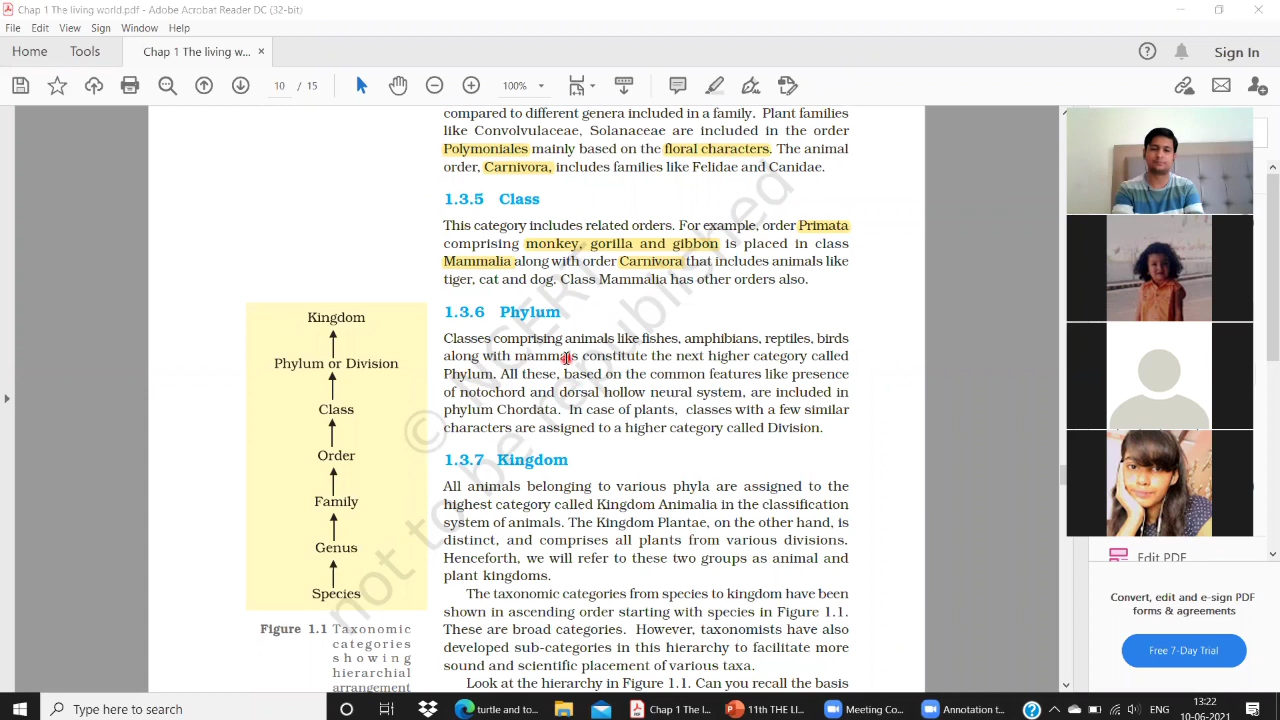 Chap 1 The living world.pdf - Adobe Acrobat Reader DC (32-bit)
File Edit View Sign Window Help
Home Tools Chap 1 The living w... × Sign In
10 / 15 100%
compared to different genera included in a family. Plant families
like Convolvulaceae, Solanaceae are included in the order
Polymoniales mainly based on the floral characters. The animal
order, Carnivora, includes families like Felidae and Canidae.
1.3.5 Class
This category includes related orders. For example, order Primata
comprising monkey, gorilla and gibbon is placed in class
Mammalia along with order Carnivora that includes animals like
tiger, cat and dog. Class Mammalia has other orders also.
1.3.6 Phylum
Classes comprising animals like fishes, amphibians, reptiles, birds
along with mammals constitute the next higher category called
Phylum. All these, based on the common features like presence
of notochord and dorsal hollow neural system, are included in
phylum Chordata. In case of plants, classes with a few similar
characters are assigned to a higher category called Division.
1.3.7 Kingdom
All animals belonging to various phyla are assigned to the
highest category called Kingdom Animalia in the classification
system of animals. The Kingdom Plantae, on the other hand, is
distinct, and comprises all plants from various divisions.
Henceforth, we will refer to these two groups as animal and
plant kingdoms.
The taxonomic categories from species to kingdom have been
shown in ascending order starting with species in Figure 1.1.
These are broad categories. However, taxonomists have also
developed sub-categories in this hierarchy to facilitate more
sound and scientific placement of various taxa.
Look at the hierarchy in Figure 1.1. Can you recall the basis
Kingdom
Phylum or Division
Class
Order
Family
Genus
Species
Figure 1.1 Taxonomic
categories
showing
hierarchial
arrangement
© NCERT
not to be republished
Edit PDF
Convert, edit and e-sign PDF
forms & agreements
Free 7-Day Trial
Type here to search
turtle and to...
Chap 1 The l...
11th THE LI...
Meeting Co...
Annotation t...
ENG
13:22
10-06-2021